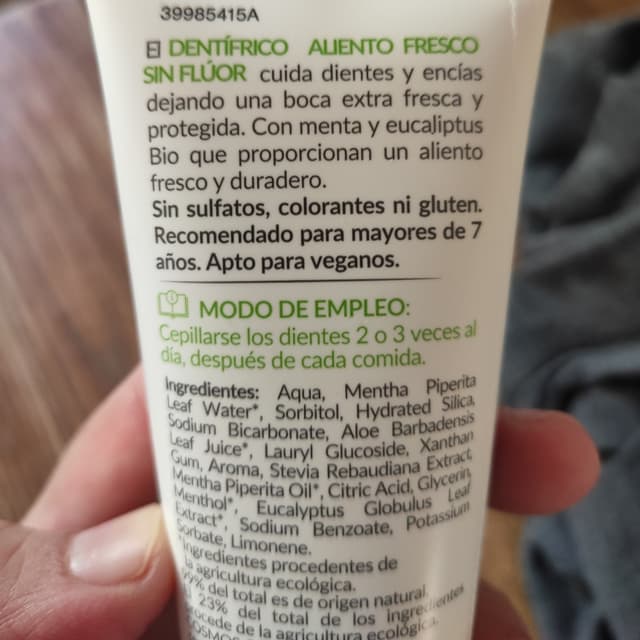 39985415A
El DENTÍFRICO ALIENTO FRESCO
SIN FLÚOR cuida dientes y encías
dejando una boca extra fresca y
protegida. Con menta y eucaliptus
Bio que proporcionan un aliento
fresco y duradero.
Sin sulfatos, colorantes ni gluten.
Recomendado para mayores de 7
años. Apto para veganos.
MODO DE EMPLEO:
Cepillarse los dientes 2 o 3 veces al
día, después de cada comida.
Ingredientes: Aqua, Mentha Piperita
Leaf Water*, Sorbitol, Hydrated Silica,
Sodium Bicarbonate, Aloe Barbadensis
Leaf Juice*, Lauryl Glucoside, Xanthan
Gum, Aroma, Stevia Rebaudiana Extract,
Mentha Piperita Oil*, Citric Acid, Glycerin,
Menthol*, Eucalyptus Globulus Leaf
Extract*, Sodium Benzoate, Potassium
Sorbate, Limonene.
ingredientes procedentes de
la agricultura ecológica.
99% del total es de origen natural.
El 23% del total de los ingredientes
procede de la agricultura ecológica.